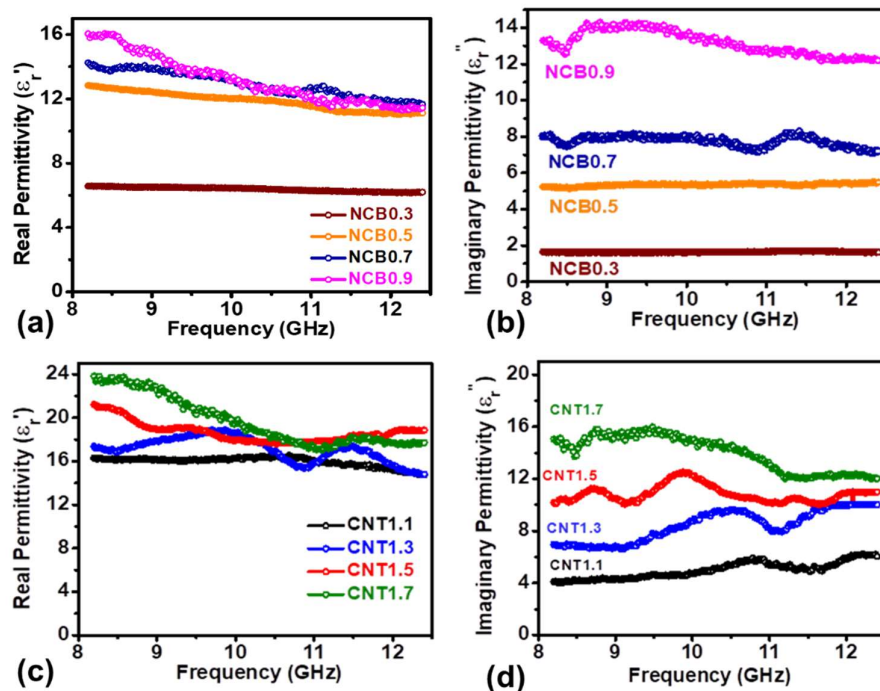 Real Permittivity (εr')
16
12
8
4
0
8
9
10
11
12
Frequency (GHz)
NCB0.3
NCB0.5
NCB0.7
NCB0.9
(a)
Imaginary Permittivity (εr'')
14
12
10
8
6
4
2
0
8
9
10
11
12
Frequency (GHz)
NCB0.9
NCB0.7
NCB0.5
NCB0.3
(b)
Real Permittivity (εr')
24
20
16
12
8
4
0
8
9
10
11
12
Frequency (GHz)
CNT1.1
CNT1.3
CNT1.5
CNT1.7
(c)
Imaginary Permittivity (εr'')
20
16
12
8
4
0
8
9
10
11
12
Frequency (GHz)
CNT1.7
CNT1.5
CNT1.3
CNT1.1
(d)